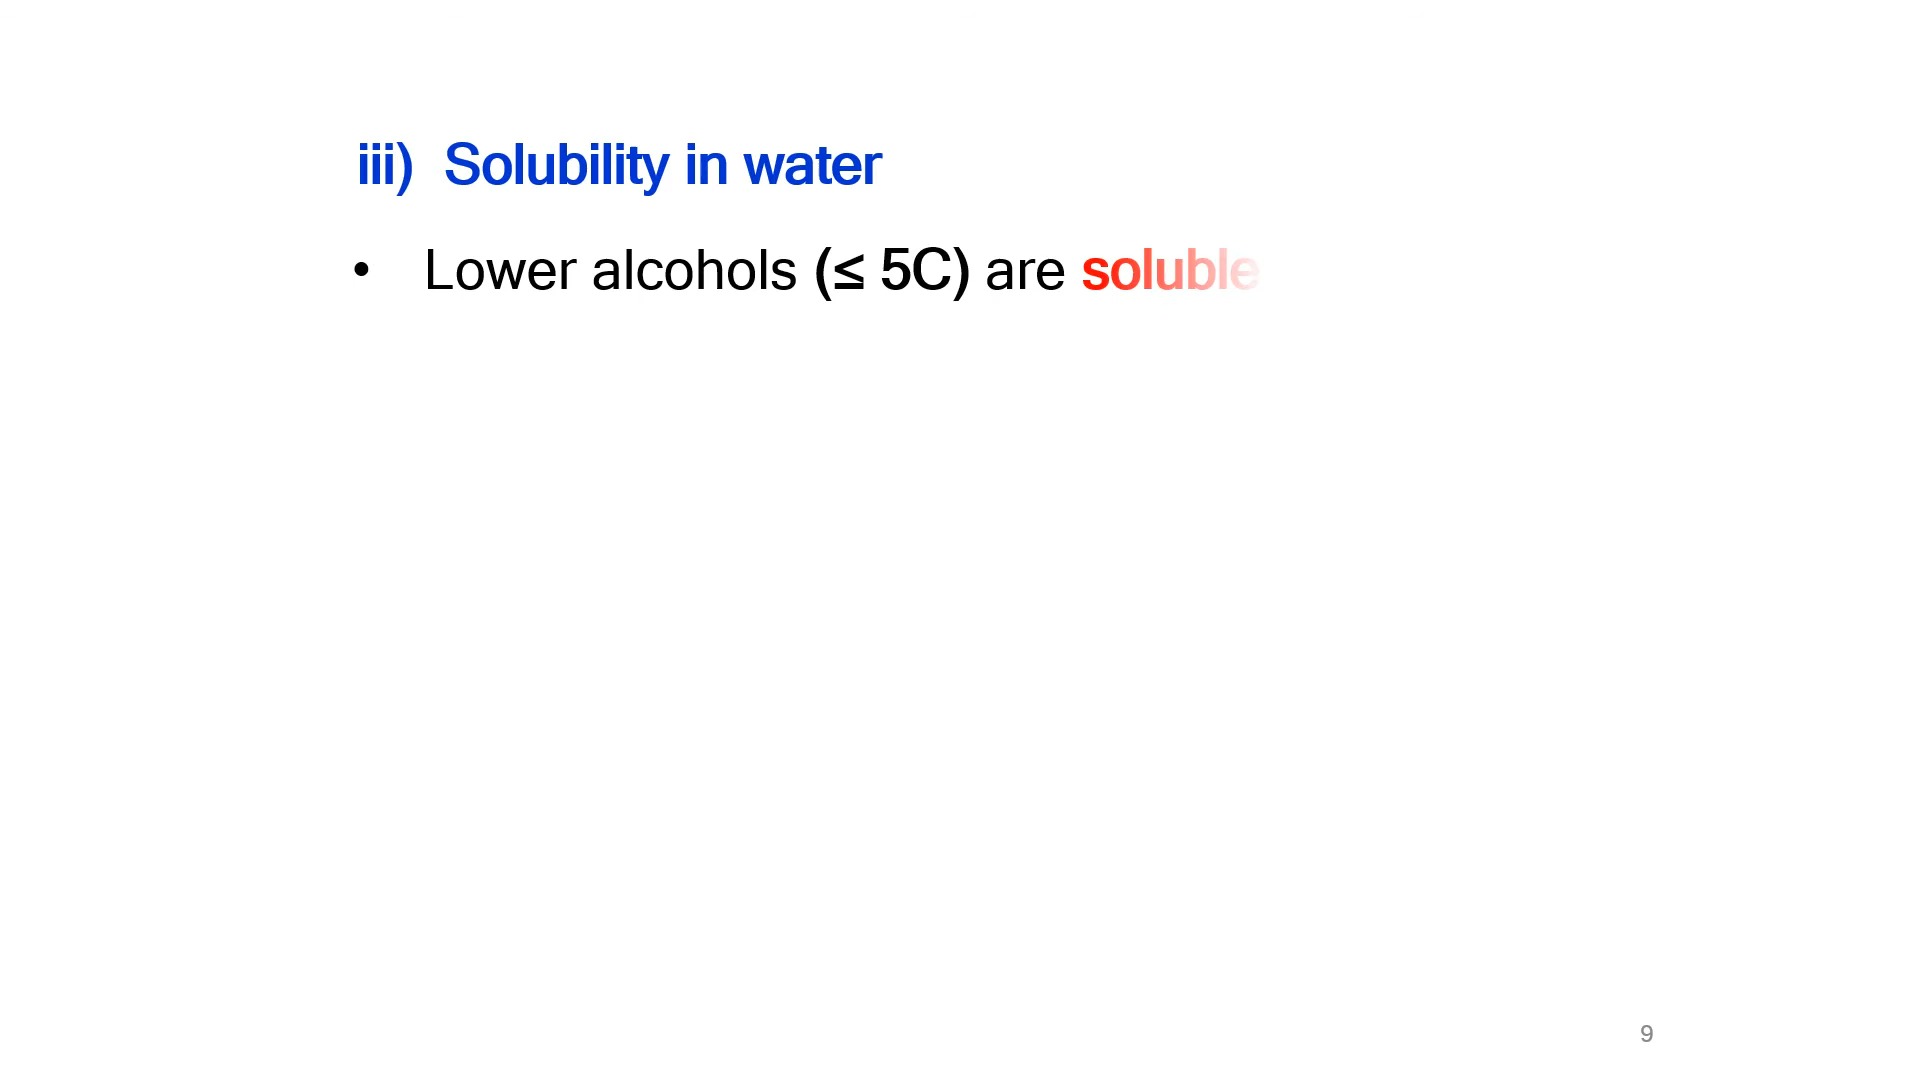 iii) Solubility in water
• Lower alcohols (≤ 5C) are soluble
9